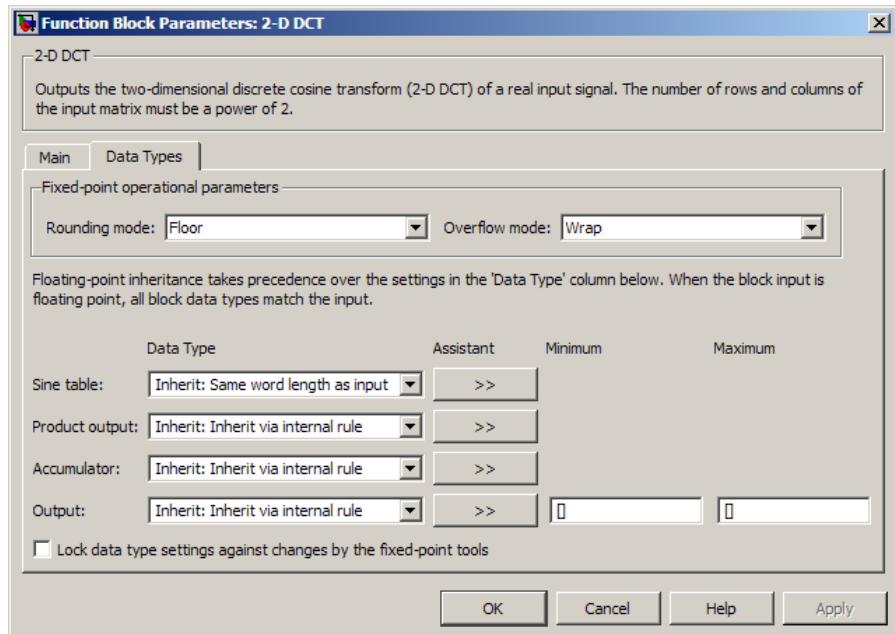 Function Block Parameters: 2-D DCT
2-D DCT
Outputs the two-dimensional discrete cosine transform (2-D DCT) of a real input signal. The number of rows and columns of
the input matrix must be a power of 2.
Main Data Types
Fixed-point operational parameters
Rounding mode: Floor Overflow mode: Wrap
Floating-point inheritance takes precedence over the settings in the 'Data Type' column below. When the block input is
floating point, all block data types match the input.
Data Type Assistant Minimum Maximum
Sine table: Inherit: Same word length as input >>
Product output: Inherit: Inherit via internal rule >>
Accumulator: Inherit: Inherit via internal rule >>
Output: Inherit: Inherit via internal rule >> [] []
Lock data type settings against changes by the fixed-point tools
OK Cancel Help Apply